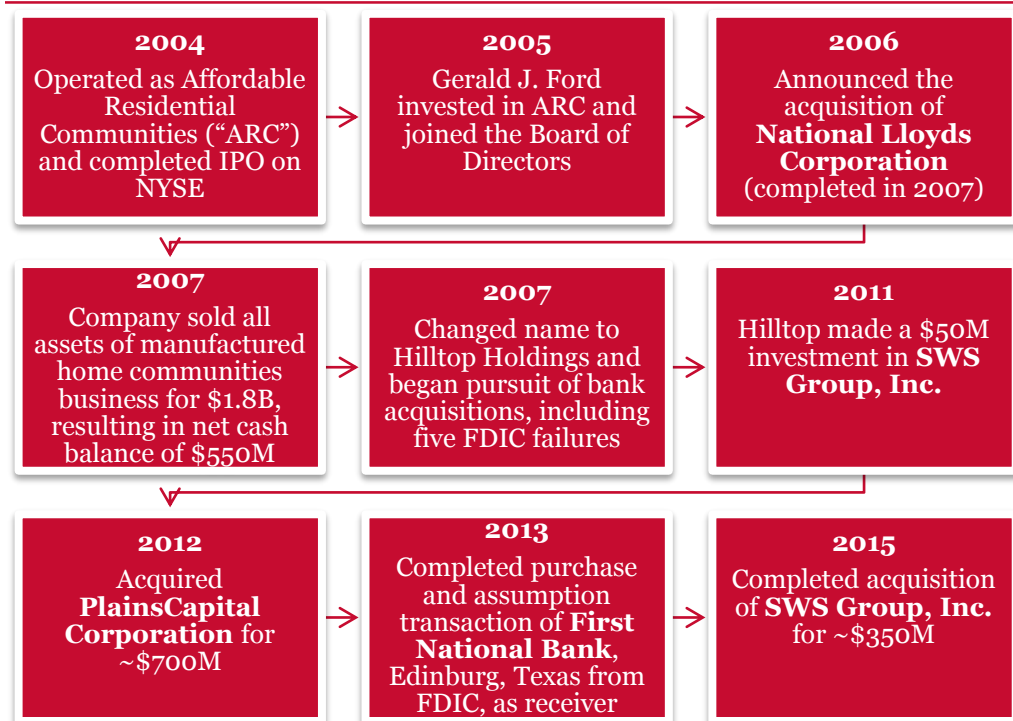 2004
Operated as Affordable
Residential
Communities (“ARC”)
and completed IPO on
NYSE
2005
Gerald J. Ford
invested in ARC and
joined the Board of
Directors
2006
Announced the
acquisition of
National Lloyds
Corporation
(completed in 2007)
2007
Company sold all
assets of manufactured
home communities
business for $1.8B,
resulting in net cash
balance of $550M
2007
Changed name to
Hilltop Holdings and
began pursuit of bank
acquisitions, including
five FDIC failures
2011
Hilltop made a $50M
investment in SWS
Group, Inc.
2012
Acquired
PlainsCapital
Corporation for
~$700M
2013
Completed purchase
and assumption
transaction of First
National Bank,
Edinburg, Texas from
FDIC, as receiver
2015
Completed acquisition
of SWS Group, Inc.
for ~$350M